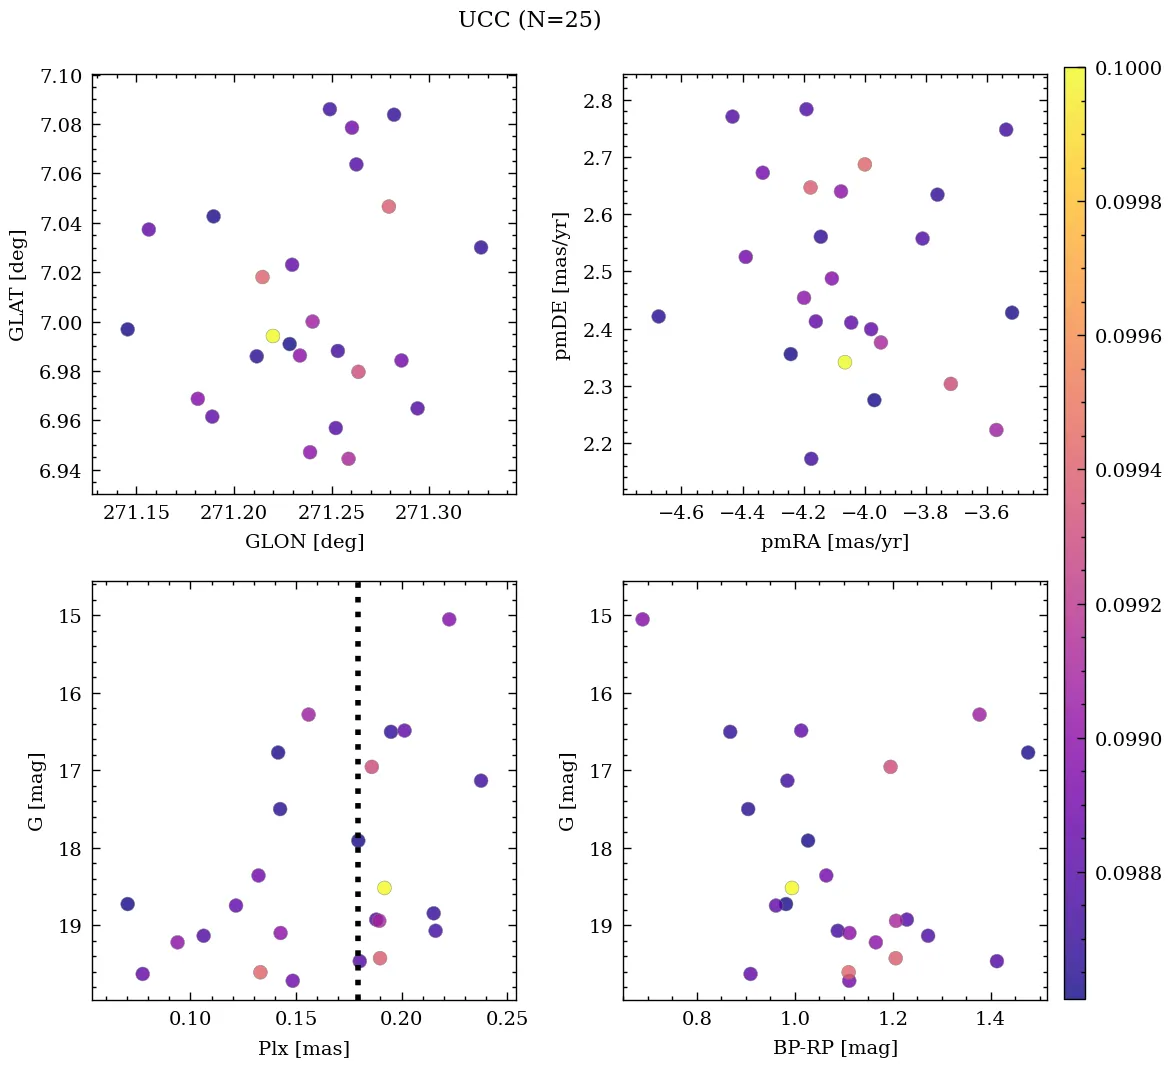 UCC (N=25)
7.10
7.08
7.06
7.04
7.02
7.00
6.98
6.96
6.94
GLAT [deg]
271.15 271.20 271.25 271.30
GLON [deg]
2.8
2.7
2.6
2.5
2.4
2.3
2.2
pmDE [mas/yr]
−4.6 −4.4 −4.2 −4.0 −3.8 −3.6
pmRA [mas/yr]
15
16
17
18
19
G [mag]
0.10 0.15 0.20 0.25
Plx [mas]
15
16
17
18
19
G [mag]
0.8 1.0 1.2 1.4
BP-RP [mag]
0.1000
0.0998
0.0996
0.0994
0.0992
0.0990
0.0988